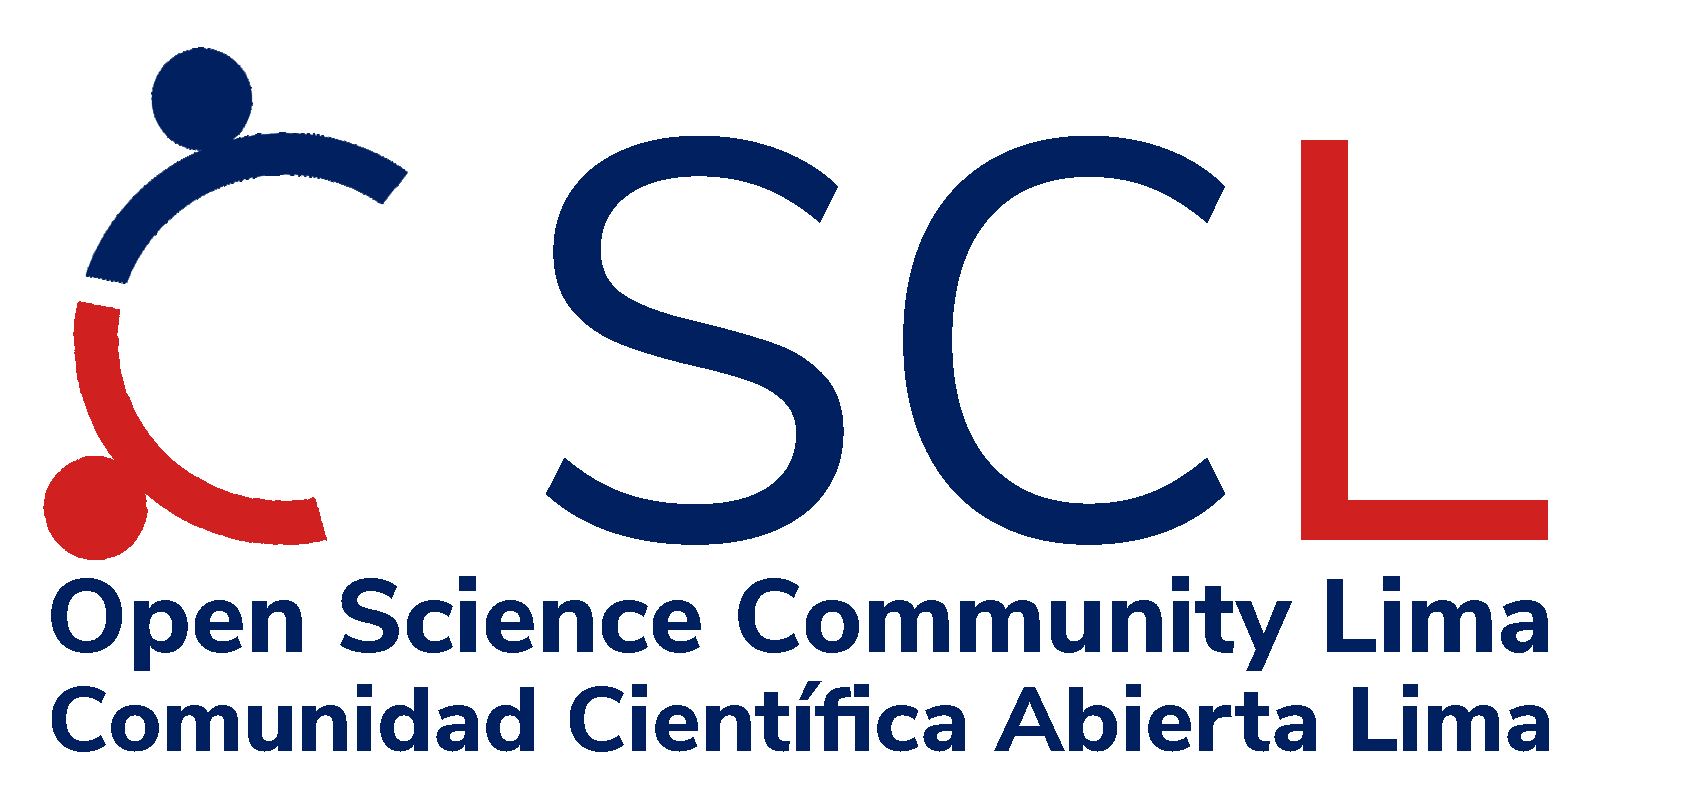 OSCL
Open Science Community Lima
Comunidad Científica Abierta Lima